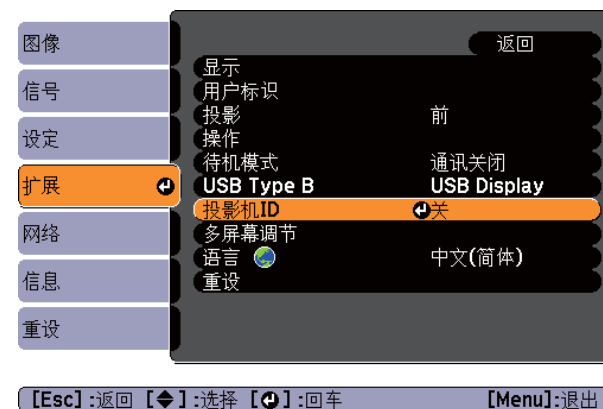 图像
信号
设定
扩展
网络
信息
重设
返回
显示
用户标识
投影 前
操作
待机模式 通讯关闭
USB Type B USB Display
投影机ID 关
多屏幕调节
语言 中文(简体)
重设
[Esc] :返回 [◆] :选择 [⏎] :回车 [Menu]:退出